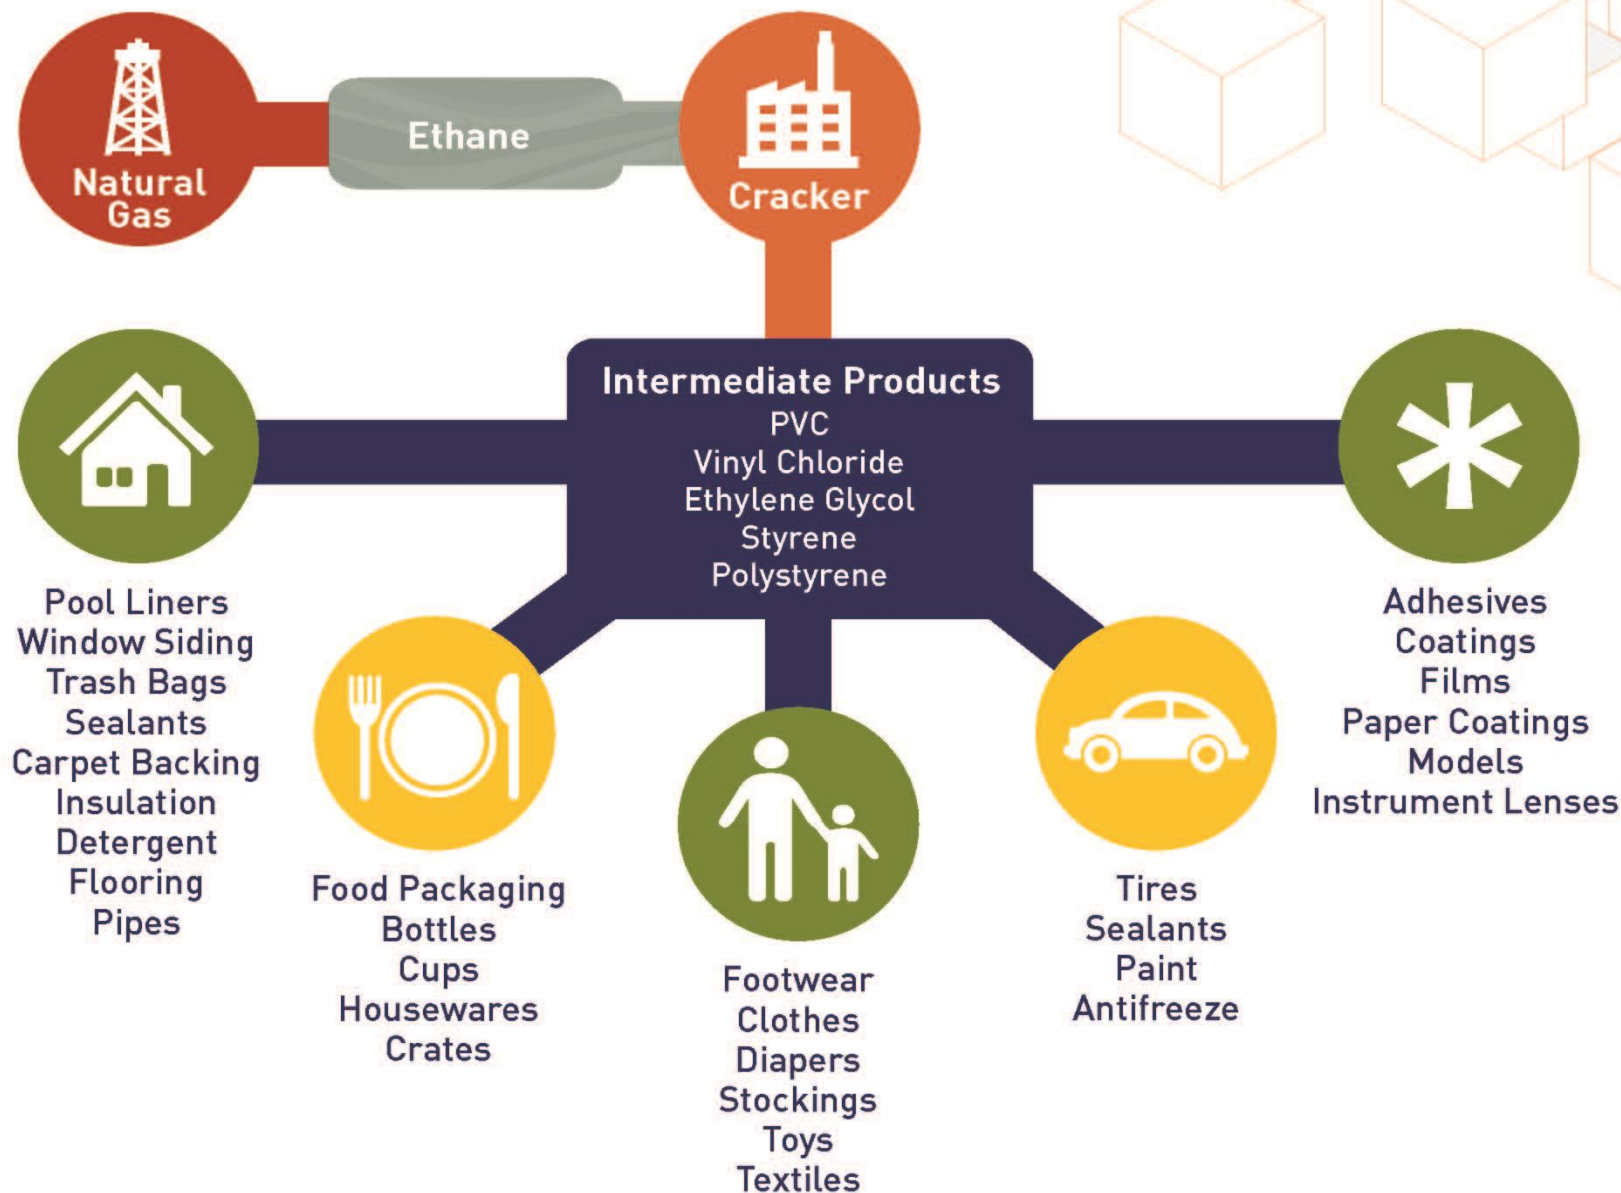 Natural
Gas
Ethane
Cracker
Intermediate Products
PVC
Vinyl Chloride
Ethylene Glycol
Styrene
Polystyrene
Pool Liners
Window Siding
Trash Bags
Sealants
Carpet Backing
Insulation
Detergent
Flooring
Pipes
Food Packaging
Bottles
Cups
Housewares
Crates
Footwear
Clothes
Diapers
Stockings
Toys
Textiles
Tires
Sealants
Paint
Antifreeze
Adhesives
Coatings
Films
Paper Coatings
Models
Instrument Lenses